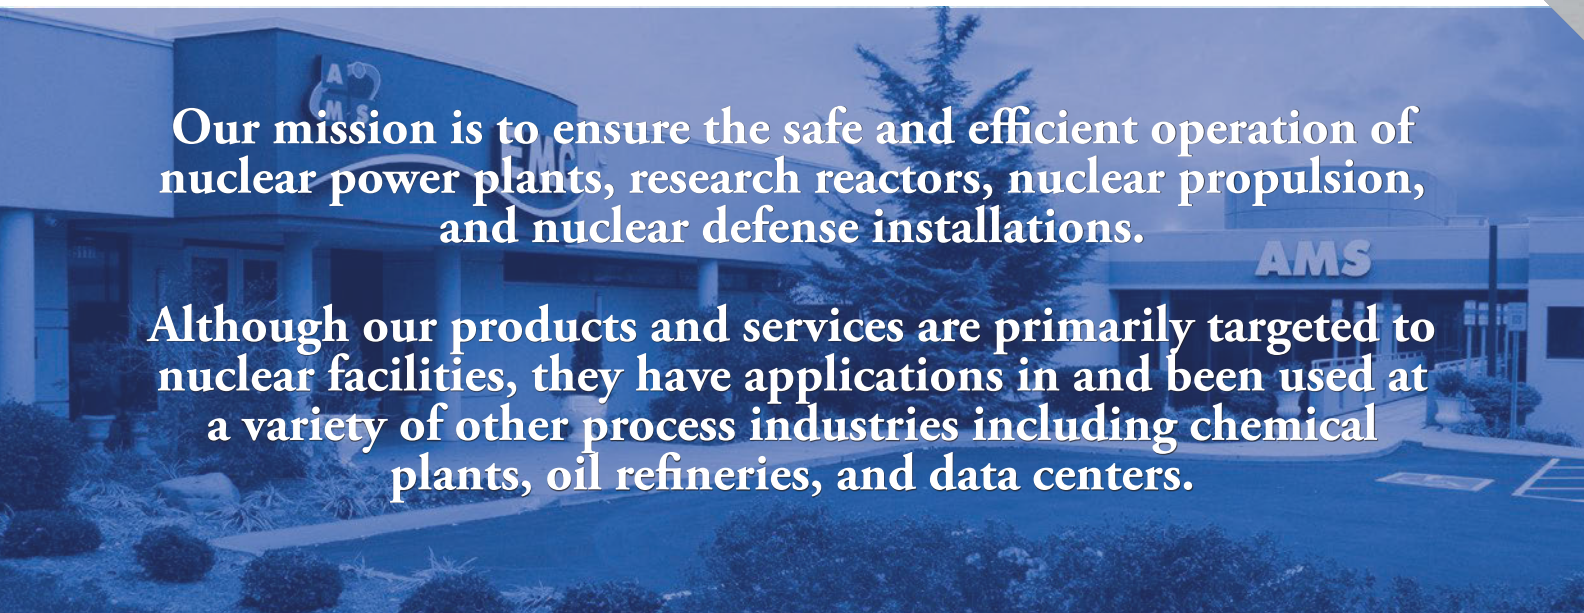 A
M S
EMC
Our mission is to ensure the safe and efficient operation of
nuclear power plants, research reactors, nuclear propulsion,
and nuclear defense installations.
AMS
Although our products and services are primarily targeted to
nuclear facilities, they have applications in and been used at
a variety of other process industries including chemical
plants, oil refineries, and data centers.